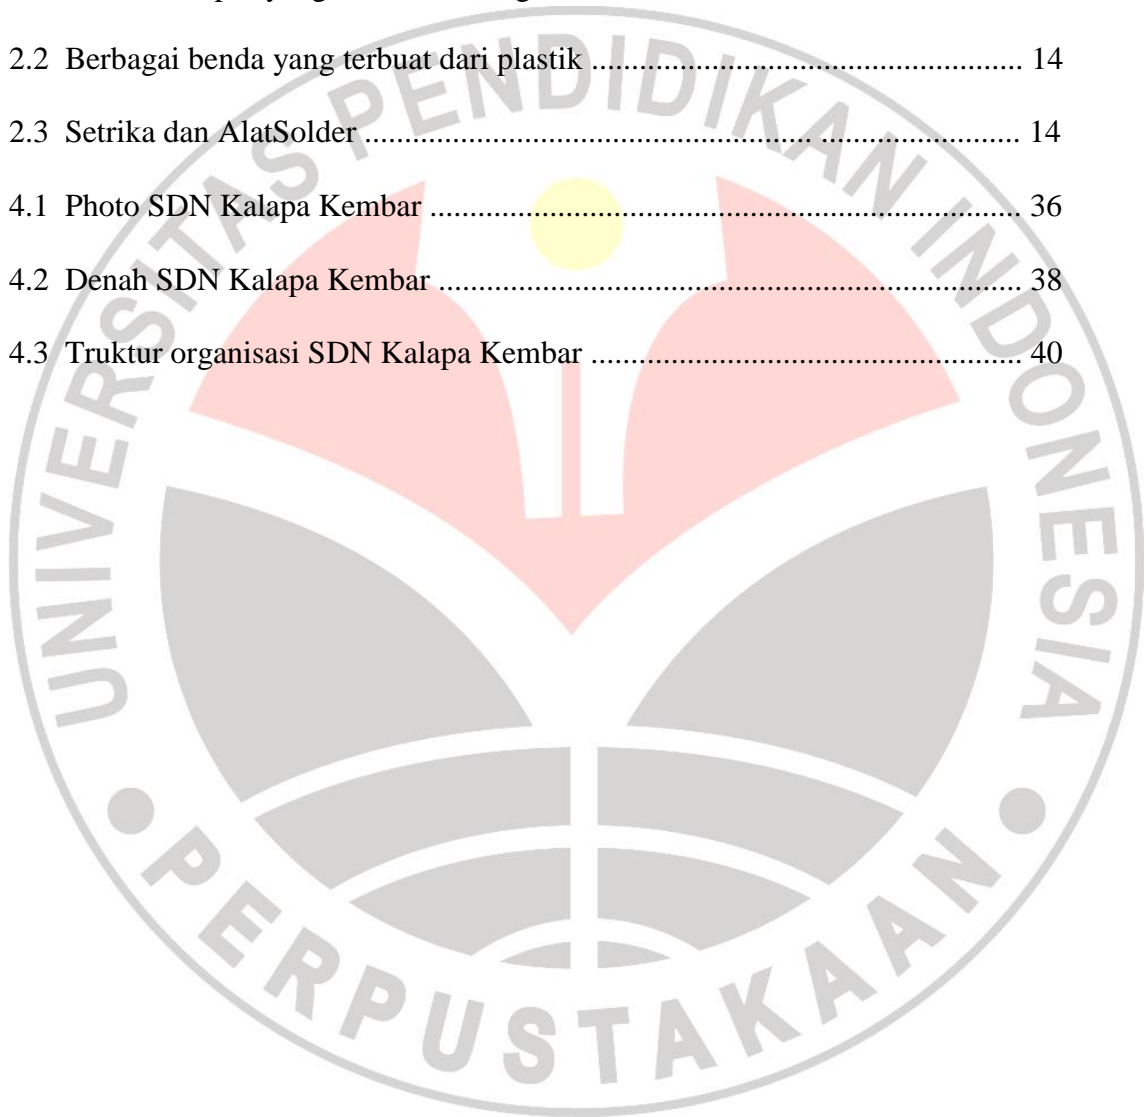 2.2 Berbagai benda yang terbuat dari plastik ...................................................... 14
2.3 Setrika dan AlatSolder ........................................................ ......................... 14
4.1 Photo SDN Kalapa Kembar .......................................................................... 36
4.2 Denah SDN Kalapa Kembar ......................................................................... 38
4.3 Truktur organisasi SDN Kalapa Kembar ...................................................... 40
UNIVERSITAS PENDIDIKAN INDONESIA
PERPUSTAKAAN